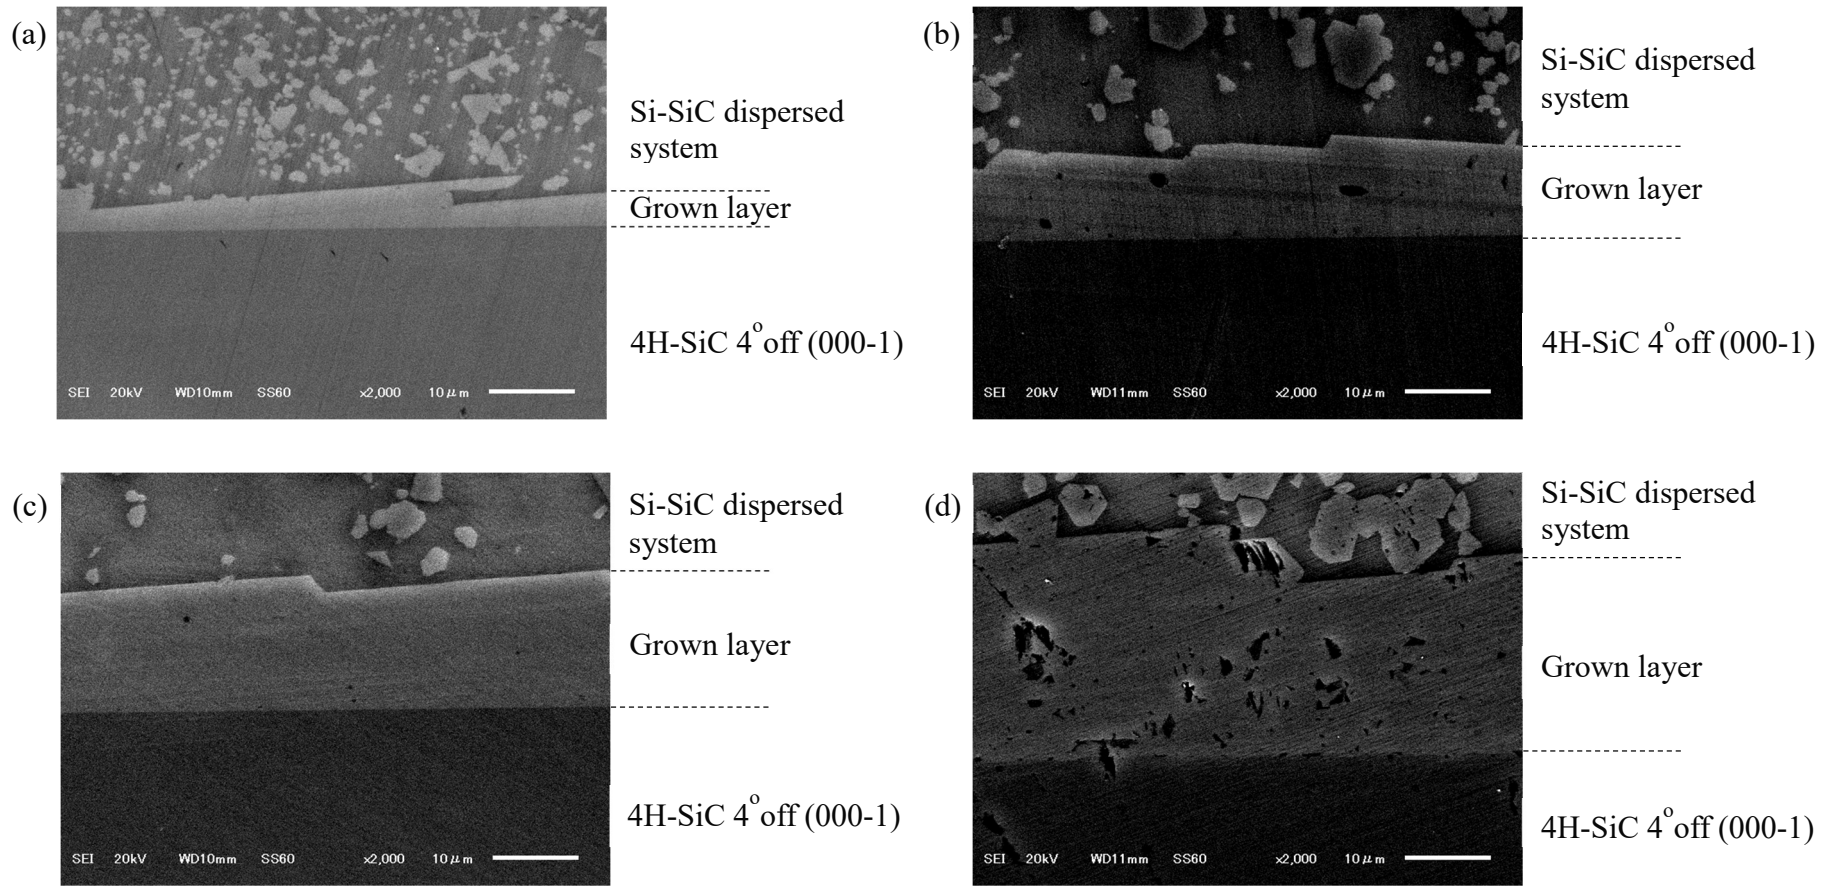 (a)
Si-SiC dispersed
system
Grown layer
4H-SiC 4°off (000-1)
SEI 20kV WD10mm SS60 x2,000 10μm
(b)
Si-SiC dispersed
system
Grown layer
4H-SiC 4°off (000-1)
SEI 20kV WD11mm SS60 x2,000 10μm
(c)
Si-SiC dispersed
system
Grown layer
4H-SiC 4°off (000-1)
SEI 20kV WD10mm SS60 x2,000 10μm
(d)
Si-SiC dispersed
system
Grown layer
4H-SiC 4°off (000-1)
SEI 20kV WD11mm SS60 x2,000 10μm